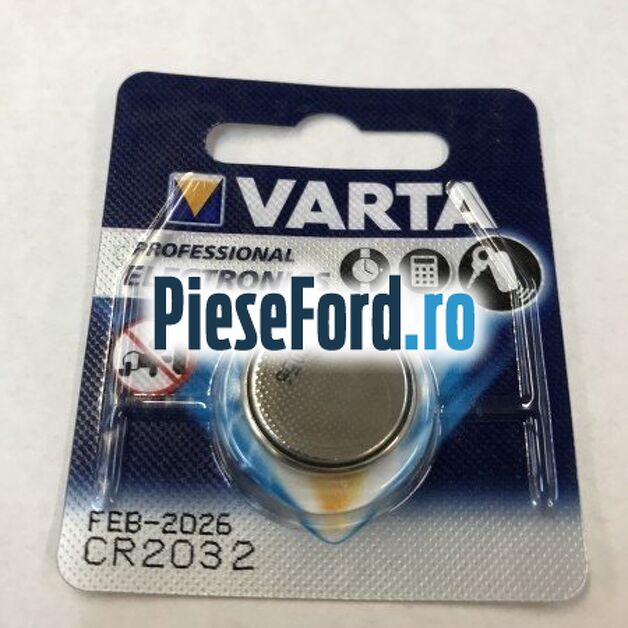 VARTA
PROFESSIONAL
ELECTRONICS
PieseFord.ro
FEB-2026
CR2032